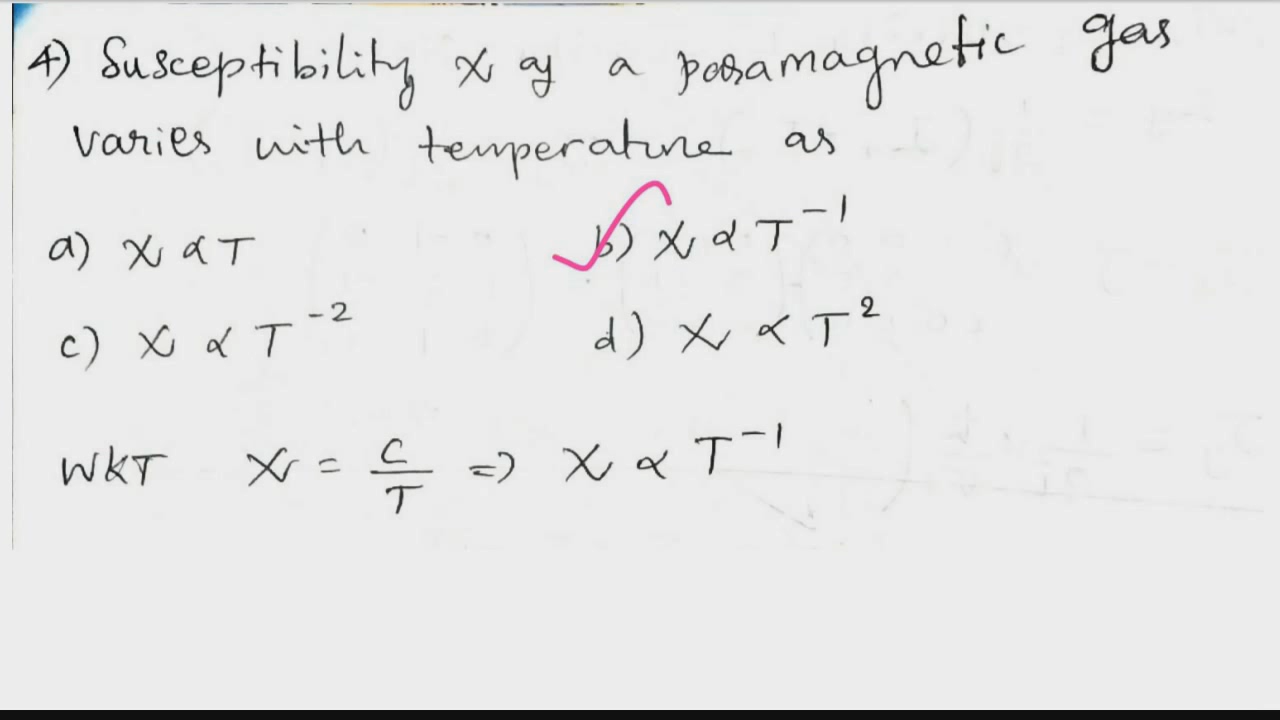 4) Susceptibility χ of a paramagnetic gas
varies with temperature as
a) χ ∝ T b) χ ∝ T⁻¹
c) χ ∝ T⁻² d) χ ∝ T²
WKT χ = C/T => χ ∝ T⁻¹